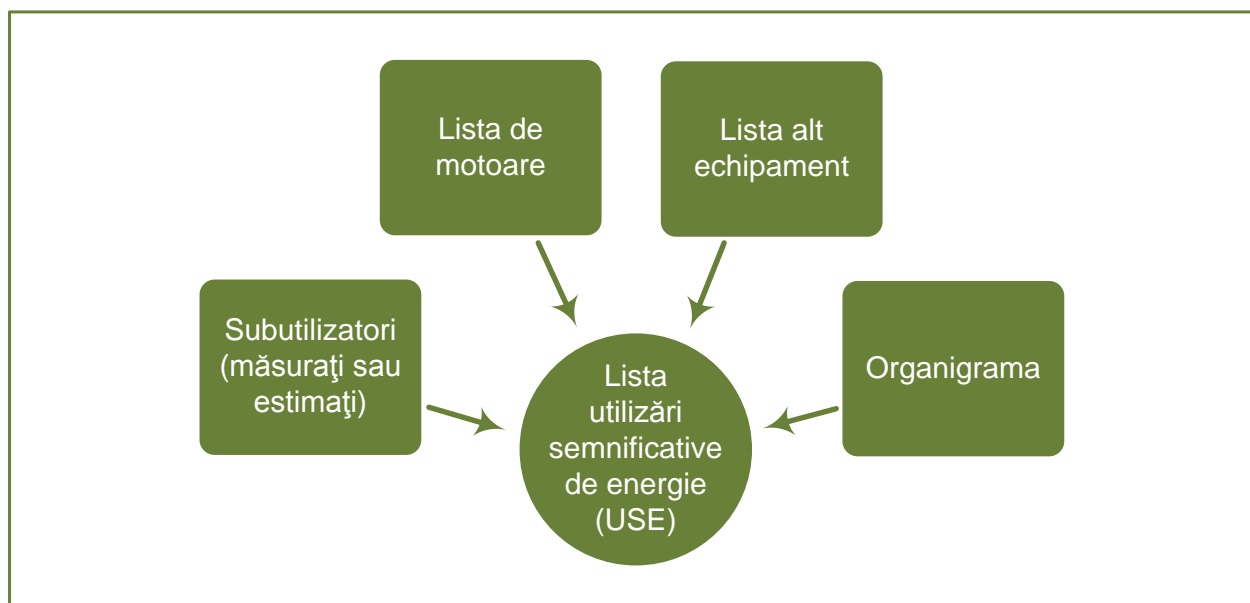 Lista de
motoare
Lista alt
echipament
Subutilizatori
(măsuraţi sau
estimaţi)
Organigrama
Lista
utilizări
semnificative
de energie
(USE)